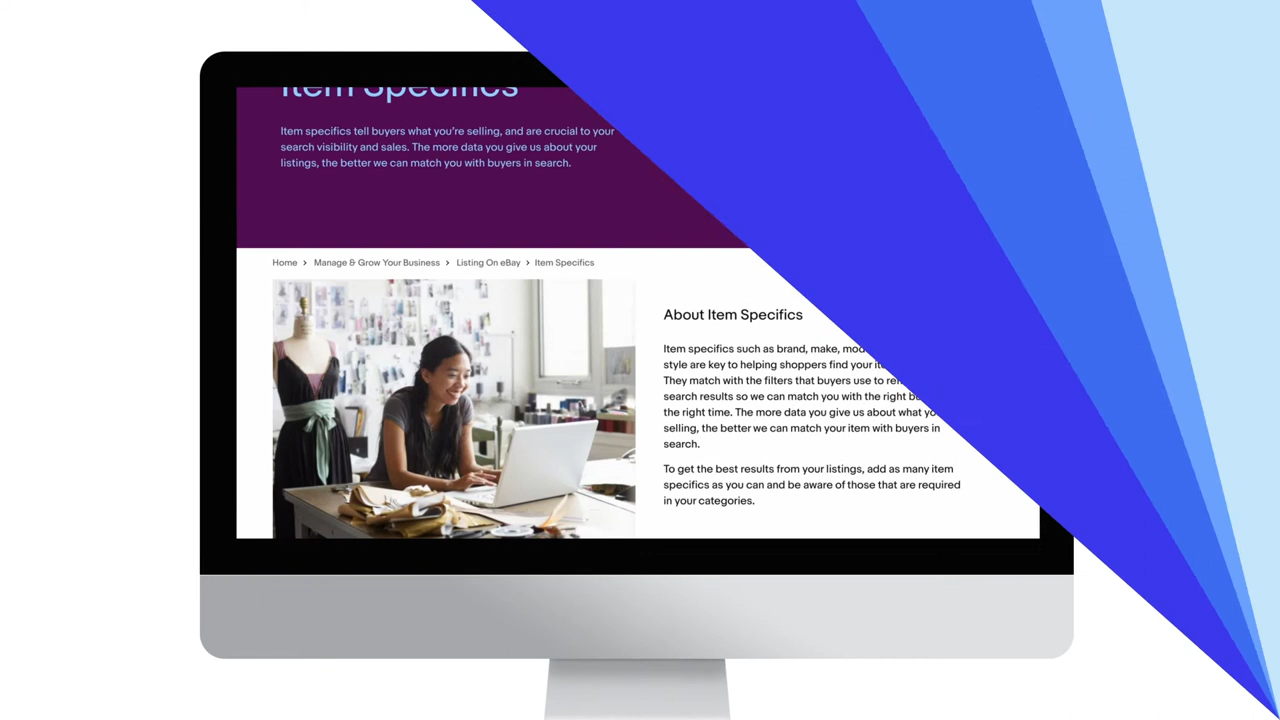 Item Specifics
Item specifics tell buyers what you’re selling, and are crucial to your
search visibility and sales. The more data you give us about your
listings, the better we can match you with buyers in search.
Home › Manage & Grow Your Business › Listing On eBay › Item Specifics
About Item Specifics
Item specifics such as brand, make,
style are key to helping shoppers find your
They match with the filters that buyers use to
search results so we can match you with the right
the right time. The more data you give us about what
selling, the better we can match your item with buyers in
search.
To get the best results from your listings, add as many item
specifics as you can and be aware of those that are required
in your categories.